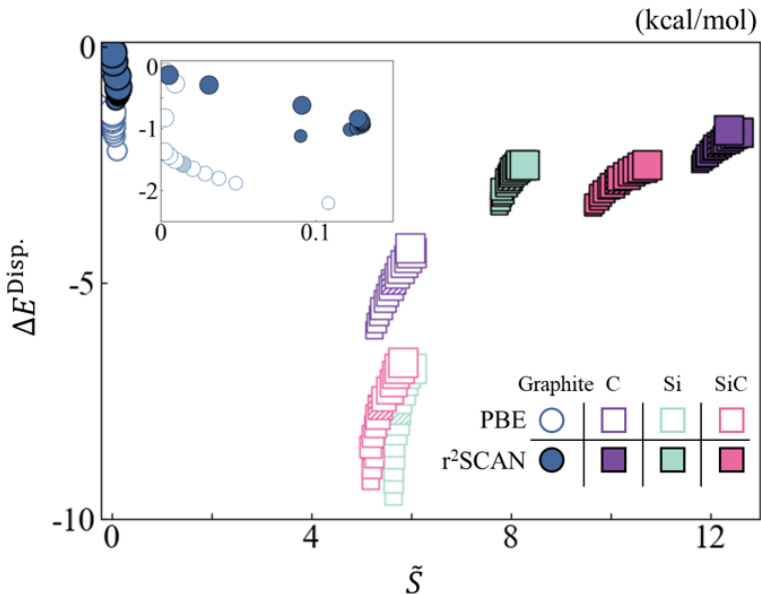 (kcal/mol)
0
0
-1
-2
0
0.1
-5
ΔE^Disp.
Graphite C Si SiC
PBE
r²SCAN
-10
0 4 8 12
S̃